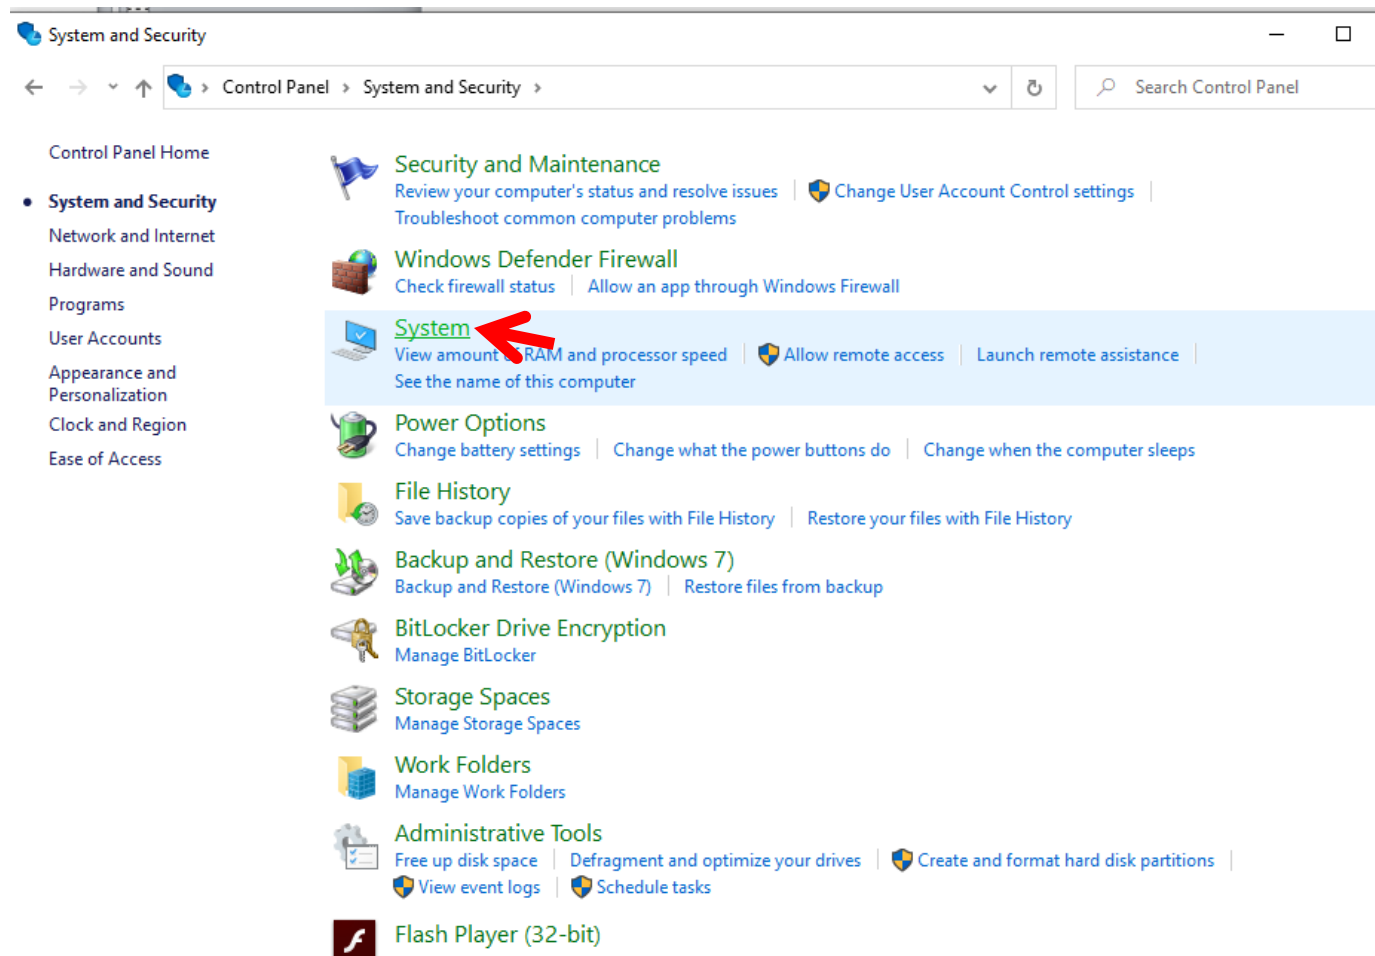 System and Security
Control Panel > System and Security >
Search Control Panel
Control Panel Home
System and Security
Network and Internet
Hardware and Sound
Programs
User Accounts
Appearance and
Personalization
Clock and Region
Ease of Access
Security and Maintenance
Review your computer's status and resolve issues | Change User Account Control settings |
Troubleshoot common computer problems
Windows Defender Firewall
Check firewall status | Allow an app through Windows Firewall
System
View amount of RAM and processor speed | Allow remote access | Launch remote assistance |
See the name of this computer
Power Options
Change battery settings | Change what the power buttons do | Change when the computer sleeps
File History
Save backup copies of your files with File History | Restore your files with File History
Backup and Restore (Windows 7)
Backup and Restore (Windows 7) | Restore files from backup
BitLocker Drive Encryption
Manage BitLocker
Storage Spaces
Manage Storage Spaces
Work Folders
Manage Work Folders
Administrative Tools
Free up disk space | Defragment and optimize your drives | Create and format hard disk partitions |
View event logs | Schedule tasks
Flash Player (32-bit)